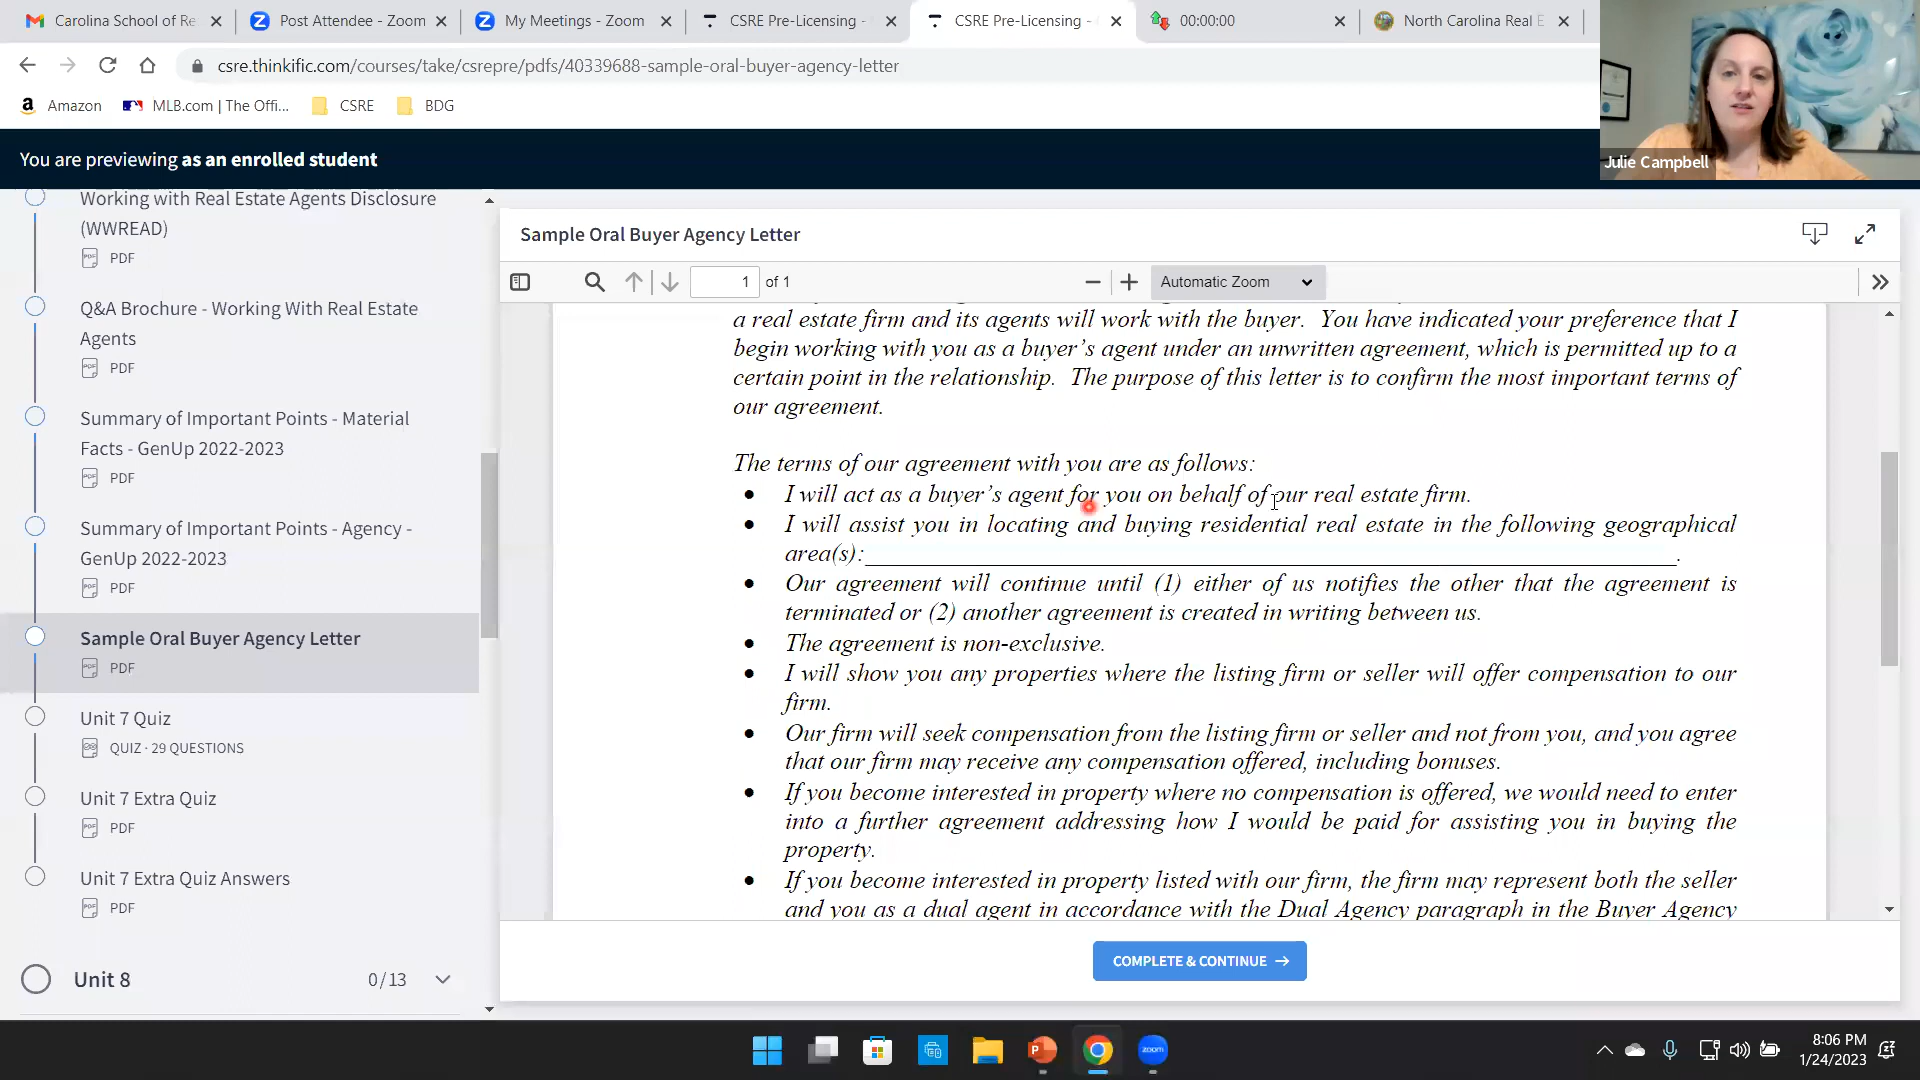 Carolina School of Re
Post Attendee - Zoom
My Meetings - Zoom
CSRE Pre-Licensing -
CSRE Pre-Licensing -
00:00:00
North Carolina Real E
csre.thinkific.com/courses/take/csrepre/pdfs/40339688-sample-oral-buyer-agency-letter
Amazon
MLB.com | The Offi...
CSRE
BDG
Julie Campbell
You are previewing as an enrolled student
Working with Real Estate Agents Disclosure
(WWREAD)
PDF
Q&A Brochure - Working With Real Estate
Agents
PDF
Summary of Important Points - Material
Facts - GenUp 2022-2023
PDF
Summary of Important Points - Agency -
GenUp 2022-2023
PDF
Sample Oral Buyer Agency Letter
PDF
Unit 7 Quiz
QUIZ · 29 QUESTIONS
Unit 7 Extra Quiz
PDF
Unit 7 Extra Quiz Answers
PDF
Unit 8
0/13
Sample Oral Buyer Agency Letter
1 of 1
Automatic Zoom
a real estate firm and its agents will work with the buyer. You have indicated your preference that I
begin working with you as a buyer's agent under an unwritten agreement, which is permitted up to a
certain point in the relationship. The purpose of this letter is to confirm the most important terms of
our agreement.
The terms of our agreement with you are as follows:
• I will act as a buyer's agent for you on behalf of our real estate firm.
• I will assist you in locating and buying residential real estate in the following geographical
area(s):______.
• Our agreement will continue until (1) either of us notifies the other that the agreement is
terminated or (2) another agreement is created in writing between us.
• The agreement is non-exclusive.
• I will show you any properties where the listing firm or seller will offer compensation to our
firm.
• Our firm will seek compensation from the listing firm or seller and not from you, and you agree
that our firm may receive any compensation offered, including bonuses.
• If you become interested in property where no compensation is offered, we would need to enter
into a further agreement addressing how I would be paid for assisting you in buying the
property.
• If you become interested in property listed with our firm, the firm may represent both the seller
and you as a dual agent in accordance with the Dual Agency paragraph in the Buyer Agency
COMPLETE & CONTINUE →
zoom
8:06 PM
1/24/2023